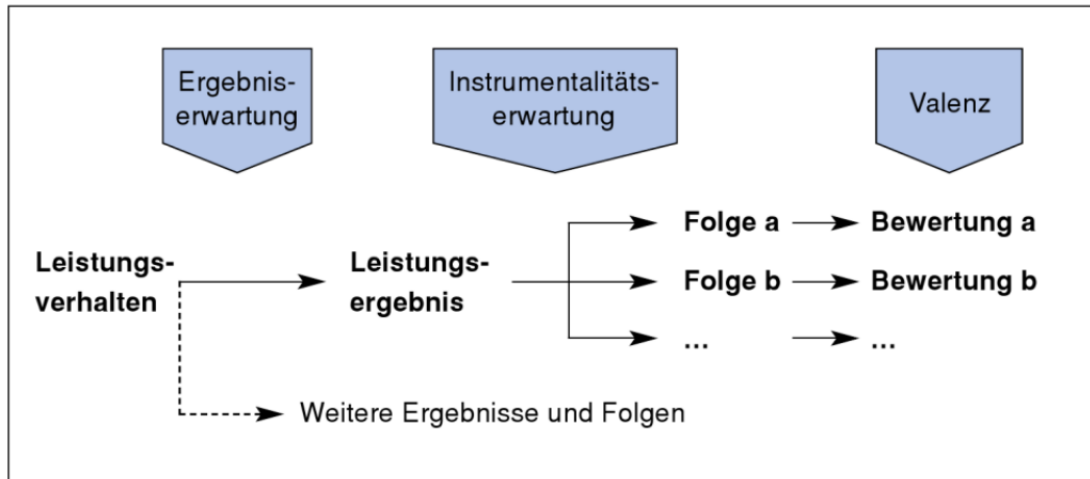 Ergebnis-
erwartung
Instrumentalitäts-
erwartung
Valenz
Leistungs-
verhalten
Leistungs-
ergebnis
Folge a
Bewertung a
Folge b
Bewertung b
...
...
Weitere Ergebnisse und Folgen